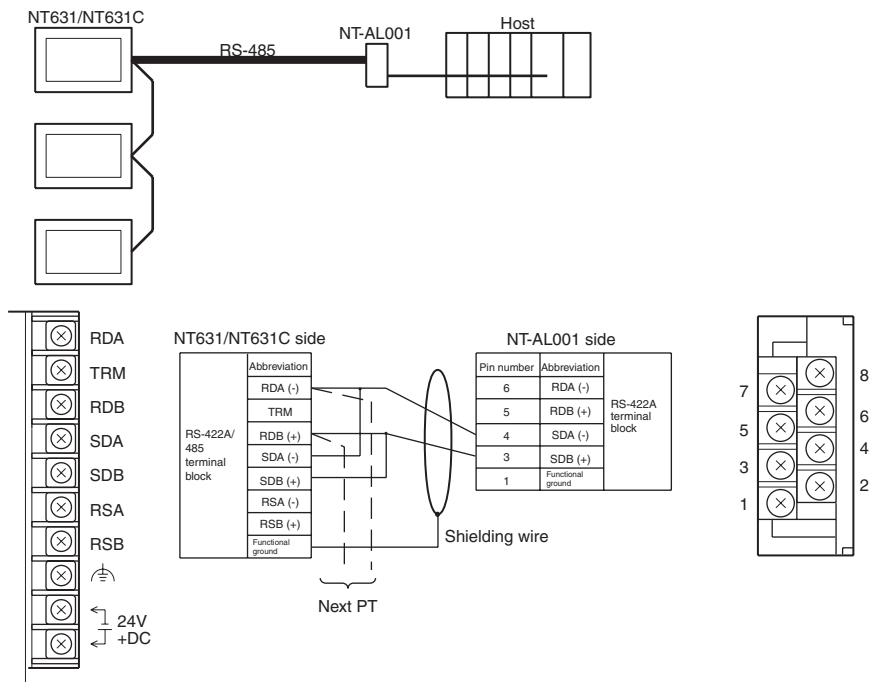 NT631/NT631C
RS-485
NT-AL001
Host
RDA
TRM
RDB
SDA
SDB
RSA
RSB
24V
+DC
NT631/NT631C side
RS-422A/
485
terminal
block
Abbreviation
RDA (-)
TRM
RDB (+)
SDA (-)
SDB (+)
RSA (-)
RSB (+)
Functional
ground
Next PT
Shielding wire
NT-AL001 side
Pin number Abbreviation
6 RDA (-)
5 RDB (+)
4 SDA (-)
3 SDB (+)
1 Functional
ground
RS-422A
terminal
block
7
5
3
1
8
6
4
2